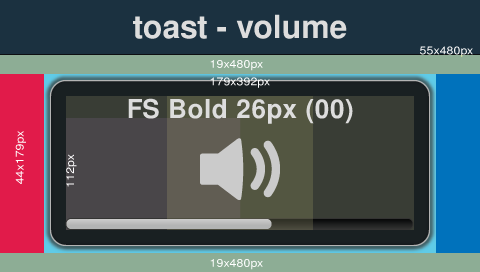 toast - volume
55x480px
19x480px
179x392px
FS Bold 26px (00)
44x179px
112px
19x480px